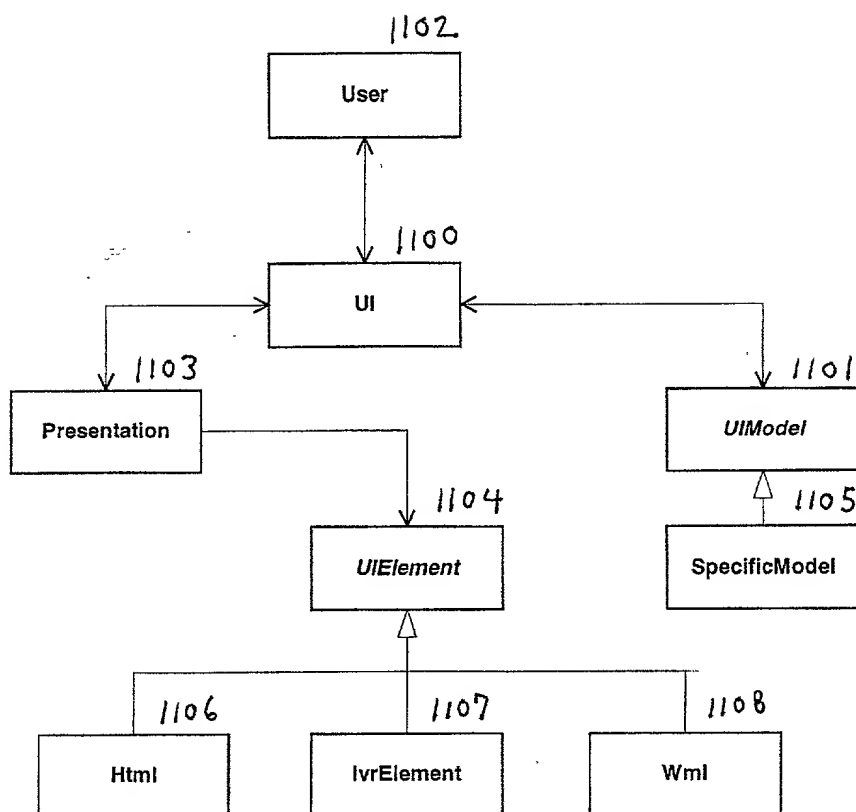 1102
User
1100
UI
1103
Presentation
1101
UIModel
1104
UIElement
1105
SpecificModel
1106
Html
1107
IvrElement
1108
Wml